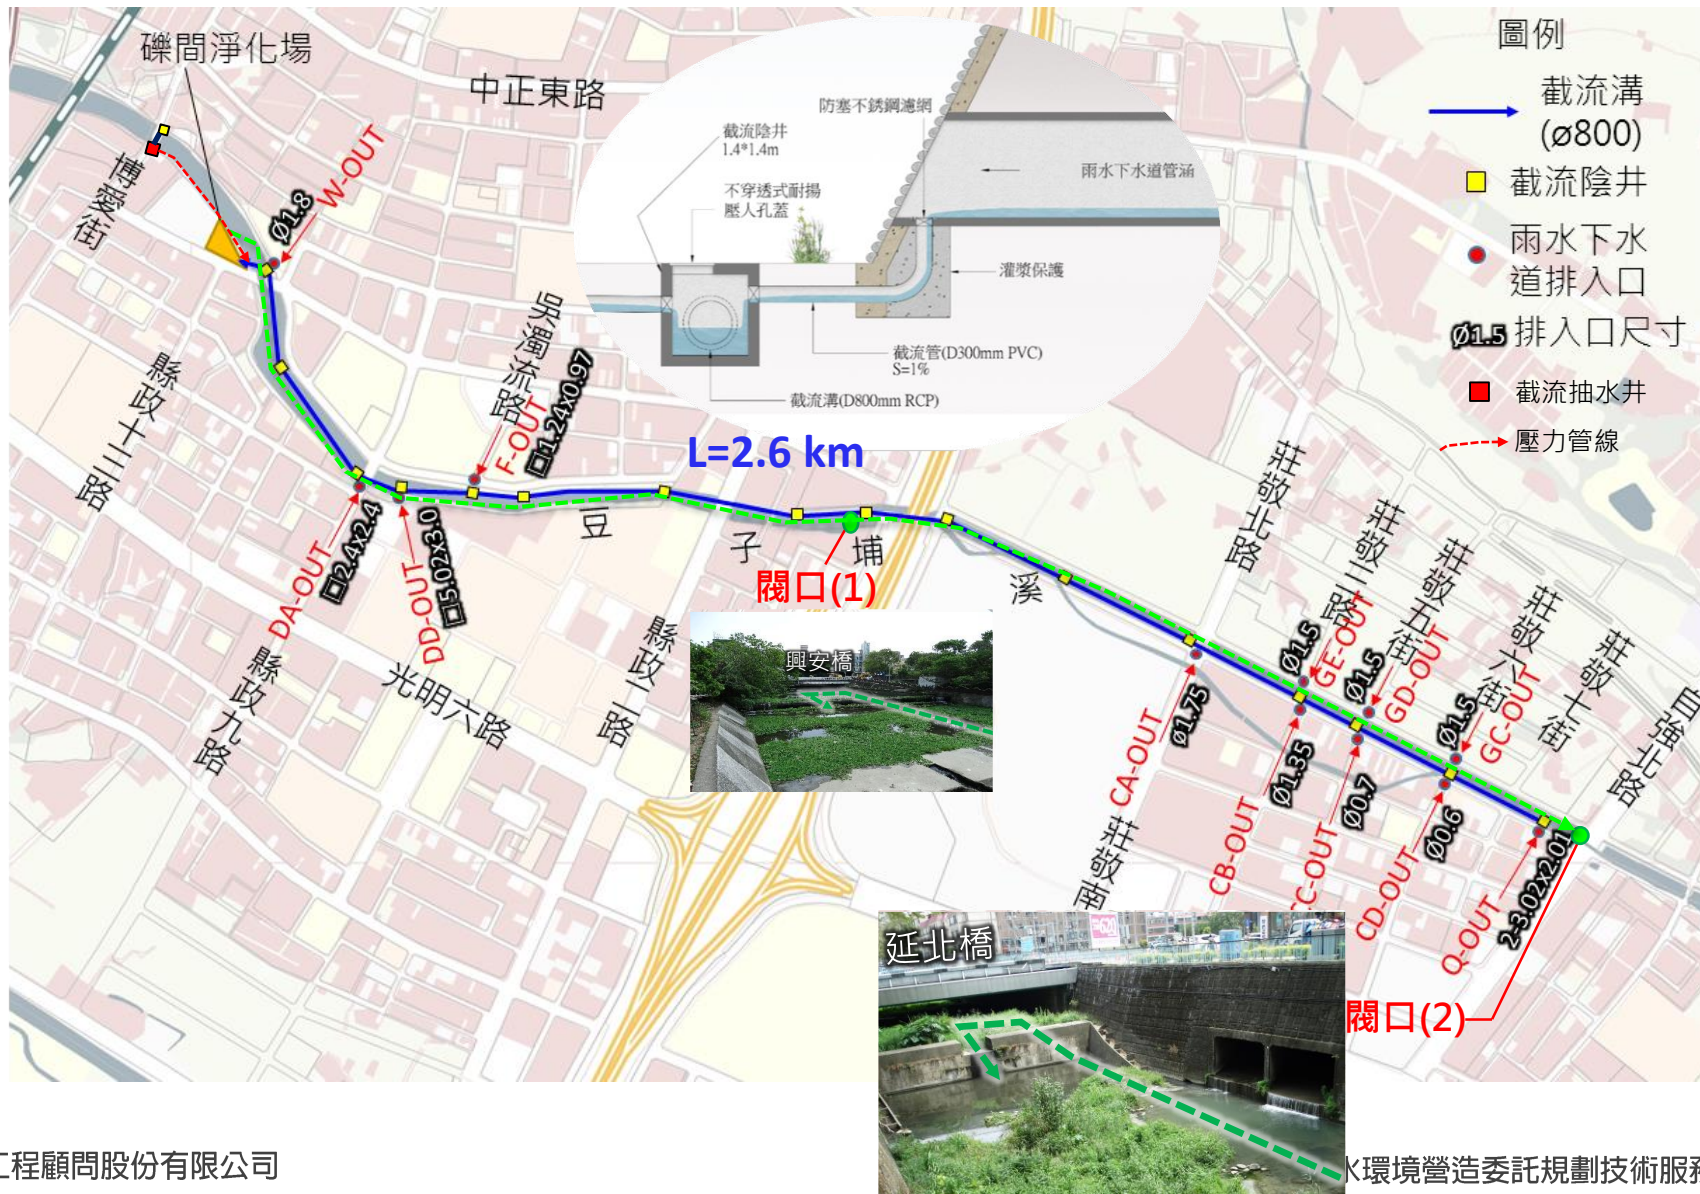 礫間淨化場
中正東路
博愛街
W-OUT
Ø1.8
防塞不銹鋼濾網
截流陰井
1.4*1.4m
雨水下水道管涵
不穿透式耐揚
壓人孔蓋
灌漿保護
截流管(D300mm PVC)
S=1%
截流溝(D800mm RCP)
圖例
截流溝
(ø800)
截流陰井
雨水下水
道排入口
Ø1.5 排入口尺寸
截流抽水井
壓力管線
L=2.6 km
縣政十三路
吳濁流路
F-OUT
□1.24x0.97
DA-OUT
□2.4x2.4
DD-OUT
□5.02x3.0
縣政九路
光明六路
縣政二路
豆
子
埔
溪
閥口(1)
興安橋
莊敬北路
莊敬二路
莊敬五街
莊敬六街
莊敬七街
自強北路
Ø1.5
GE-OUT
Ø1.5
GD-OUT
Ø1.5
GC-OUT
CA-OUT
ø1.75
莊敬南
CB-OUT
Ø1.35
CC-OUT
Ø0.7
CD-OUT
Ø0.6
Q-OUT
2-3.02x2.01
閥口(2)
延北橋
工程顧問股份有限公司
水環境營造委託規劃技術服務